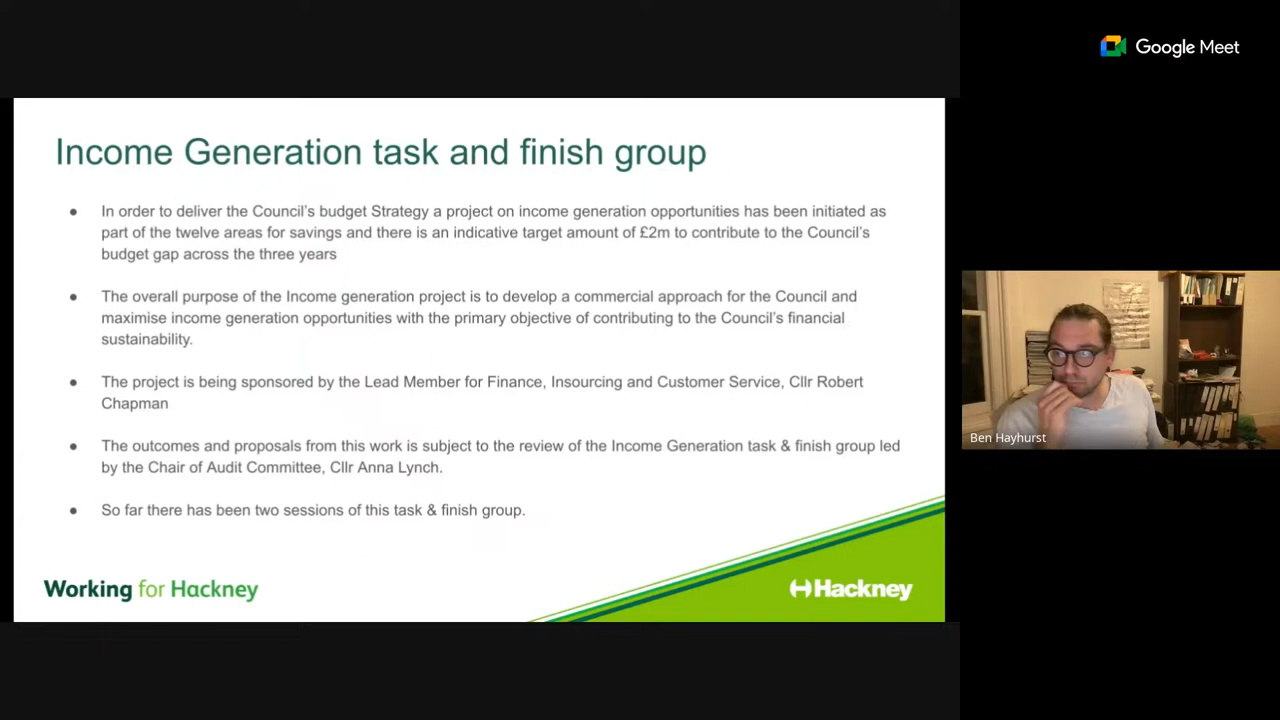 Google Meet
Income Generation task and finish group
● In order to deliver the Council's budget Strategy a project on income generation opportunities has been initiated as
part of the twelve areas for savings and there is an indicative target amount of £2m to contribute to the Council's
budget gap across the three years
● The overall purpose of the Income generation project is to develop a commercial approach for the Council and
maximise income generation opportunities with the primary objective of contributing to the Council's financial
sustainability.
● The project is being sponsored by the Lead Member for Finance, Insourcing and Customer Service, Cllr Robert
Chapman
● The outcomes and proposals from this work is subject to the review of the Income Generation task & finish group led
by the Chair of Audit Committee, Cllr Anna Lynch.
● So far there has been two sessions of this task & finish group.
Working for Hackney
Hackney
Ben Hayhurst